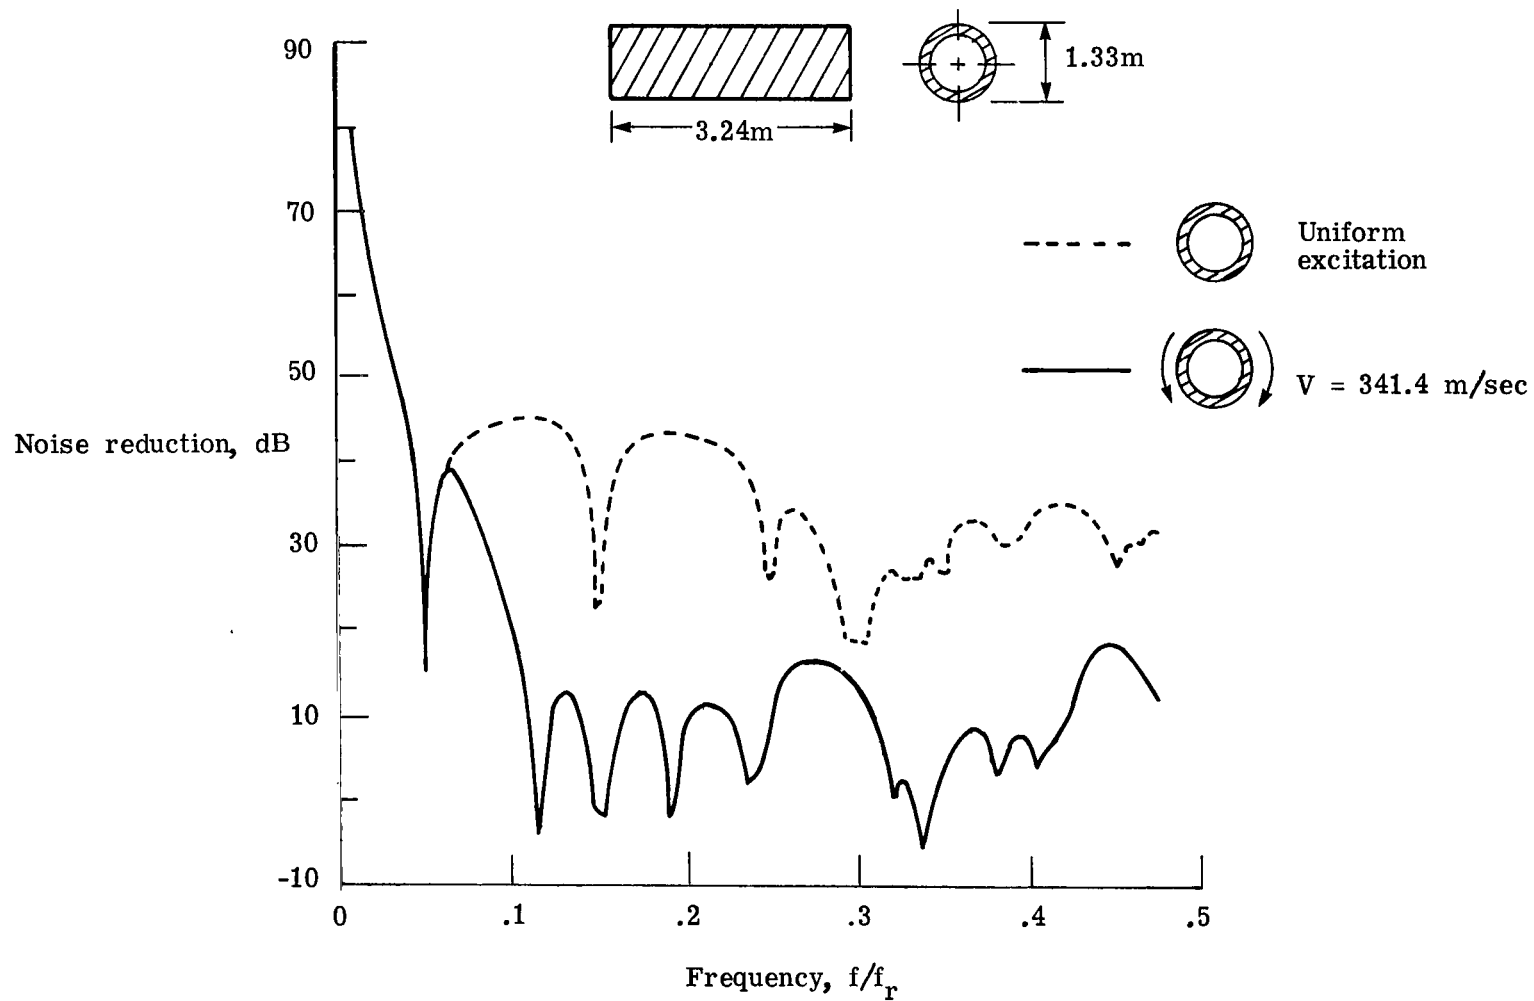 90
70
50
30
10
-10
Noise reduction, dB
0
.1
.2
.3
.4
.5
Frequency, f/f_r
3.24m
1.33m
Uniform
excitation
V = 341.4 m/sec